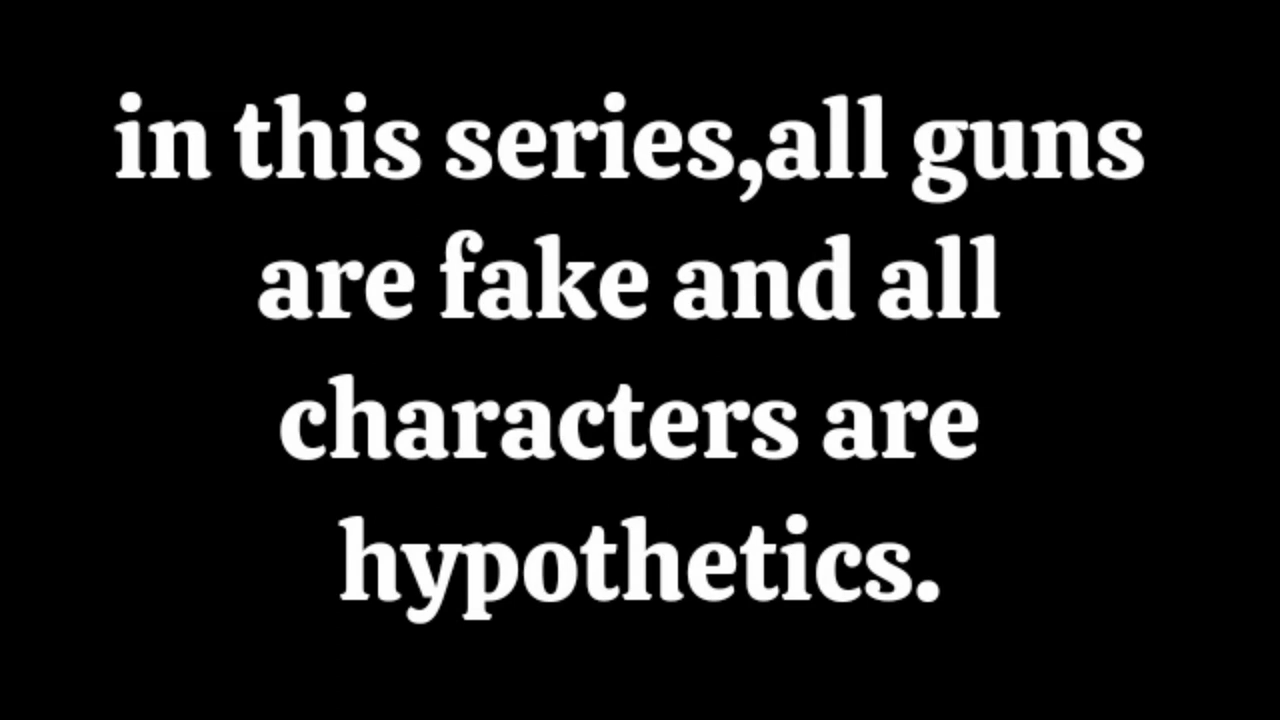 in this series,all guns
are fake and all
characters are
hypothetics.